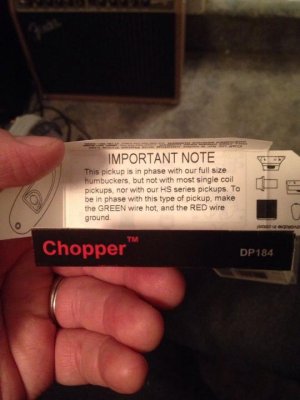 Fender
IMPORTANT NOTE
This pickup is in phase with our full size
humbuckers, but not with most single coil
pickups, nor with our HS series pickups. To
be in phase with this type of pickup, make
the GREEN wire hot, and the RED wire
ground.
Chopper™
DP184